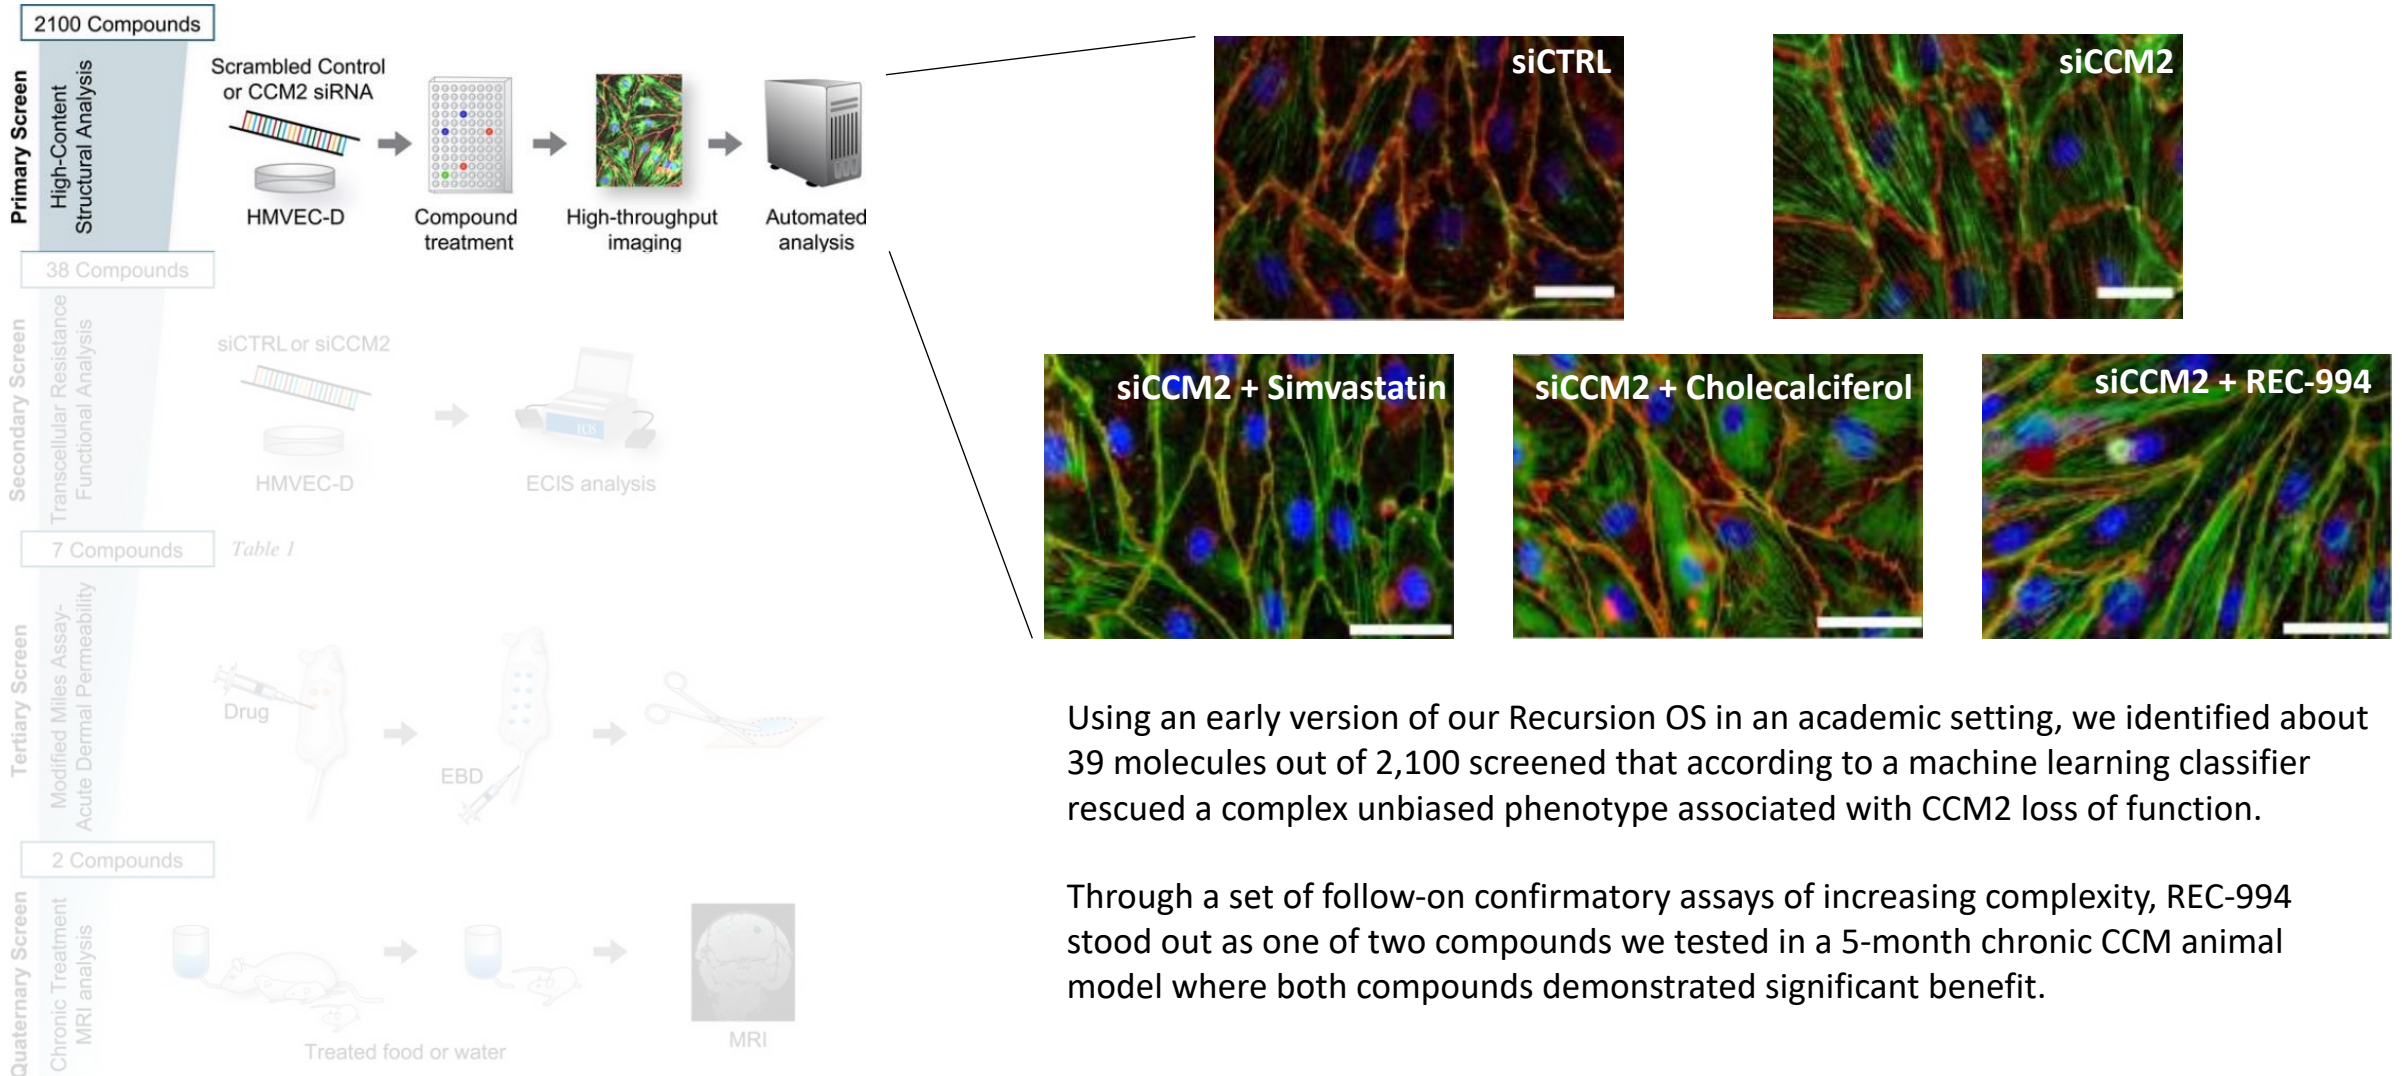 2100 Compounds
Primary Screen
High-Content
Structural Analysis
Scrambled Control
or CCM2 siRNA
HMVEC-D
Compound
treatment
High-throughput
imaging
Automated
analysis
38 Compounds
Secondary Screen
Transcellular Resistance
Functional Analysis
siCTRL or siCCM2
HMVEC-D
ECIS analysis
7 Compounds
Table 1
Tertiary Screen
Modified Miles Assay-
Acute Dermal Permeability
Drug
EBD
2 Compounds
Quaternary Screen
Chronic Treatment
MRI analysis
Treated food or water
MRI
siCTRL
siCCM2
siCCM2 + Simvastatin
siCCM2 + Cholecalciferol
siCCM2 + REC-994
Using an early version of our Recursion OS in an academic setting, we identified about
39 molecules out of 2,100 screened that according to a machine learning classifier
rescued a complex unbiased phenotype associated with CCM2 loss of function.
Through a set of follow-on confirmatory assays of increasing complexity, REC-994
stood out as one of two compounds we tested in a 5-month chronic CCM animal
model where both compounds demonstrated significant benefit.